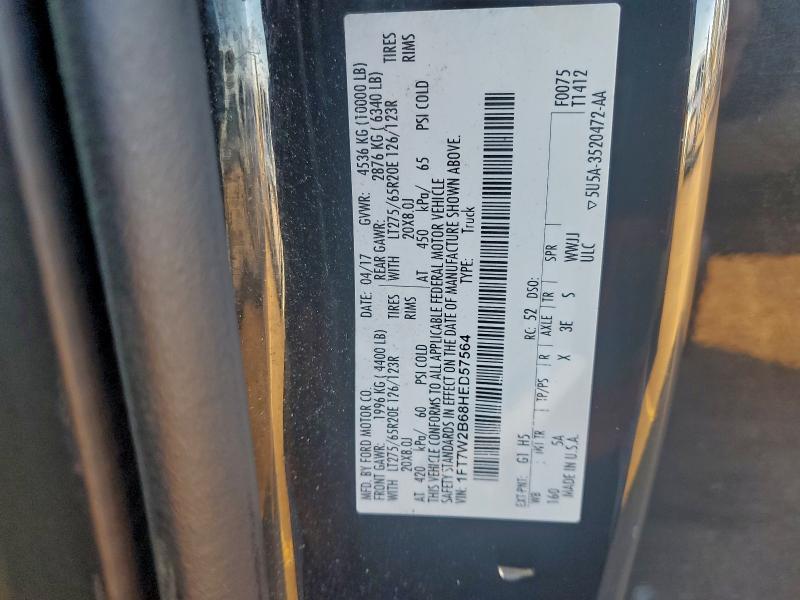 MFD. BY FORD MOTOR CO.
DATE: 04/17 GVWR: 4536 KG (10000 LB)
FRONT GAWR: 1996 KG (4400 LB) REAR GAWR: 2876 KG (6340 LB)
WITH LT275/65R20E 126/123R TIRES WITH LT275/65R20E 126/123R TIRES
20X8.0J RIMS 20X8.0J RIMS
AT 420 kPa/ 60 PSI COLD AT 450 kPa/ 65 PSI COLD
THIS VEHICLE CONFORMS TO ALL APPLICABLE FEDERAL MOTOR VEHICLE
SAFETY STANDARDS IN EFFECT ON THE DATE OF MANUFACTURE SHOWN ABOVE.
VIN: 1FT7W2B68HED57564 TYPE: Truck
EXT-PNT: G1 H5 RC: 52 DSO: F0075
WB INT TR TP/PS R AXLE TR SPR T1412
160 5A X 3E S WWJJ
MADE IN U.S.A. ULC ▽ 5U5A-3520472-AA